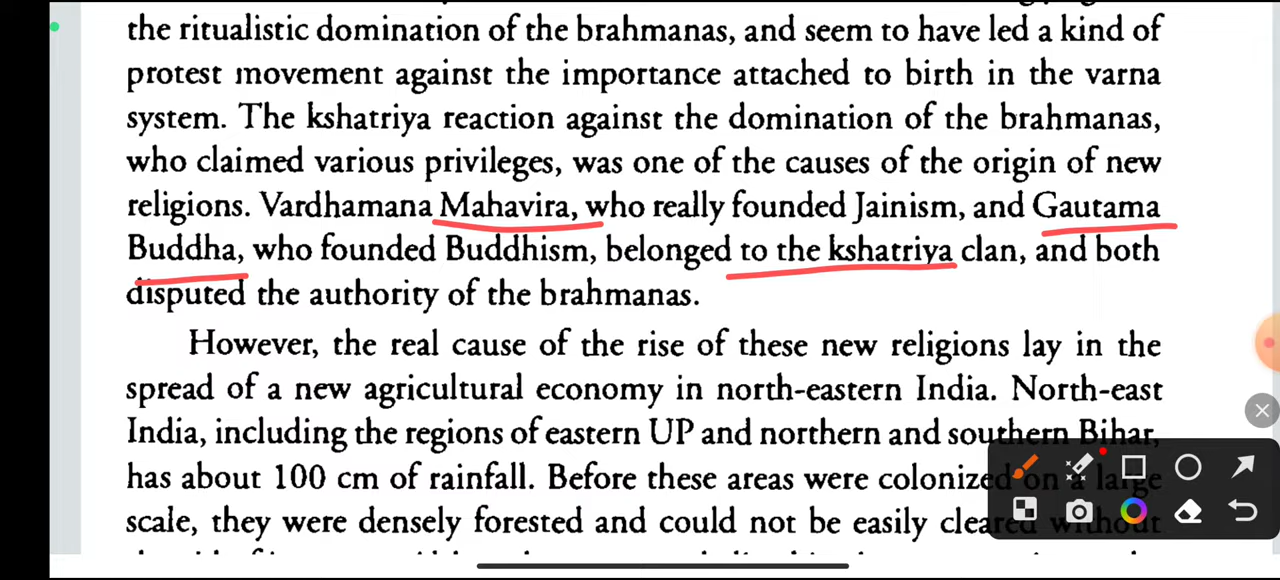 the ritualistic domination of the brahmanas, and seem to have led a kind of
protest movement against the importance attached to birth in the varna
system. The kshatriya reaction against the domination of the brahmanas,
who claimed various privileges, was one of the causes of the origin of new
religions. Vardhamana Mahavira, who really founded Jainism, and Gautama
Buddha, who founded Buddhism, belonged to the kshatriya clan, and both
disputed the authority of the brahmanas.
However, the real cause of the rise of these new religions lay in the
spread of a new agricultural economy in north-eastern India. North-east
India, including the regions of eastern UP and northern and southern Bihar,
has about 100 cm of rainfall. Before these areas were colonized on a large
scale, they were densely forested and could not be easily cleared without